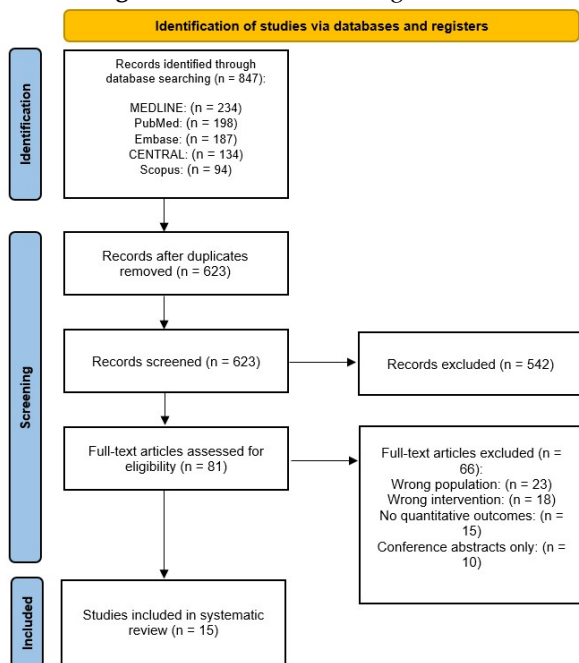 Identification of studies via databases and registers
Identification
Records identified through
database searching (n = 847):
MEDLINE: (n = 234)
PubMed: (n = 198)
Embase: (n = 187)
CENTRAL: (n = 134)
Scopus: (n = 94)
Screening
Records after duplicates
removed (n = 623)
Records screened (n = 623)
Records excluded (n = 542)
Full-text articles assessed for
eligibility (n = 81)
Full-text articles excluded (n =
66):
Wrong population: (n = 23)
Wrong intervention: (n = 18)
No quantitative outcomes: (n =
15)
Conference abstracts only: (n =
10)
Included
Studies included in systematic
review (n = 15)